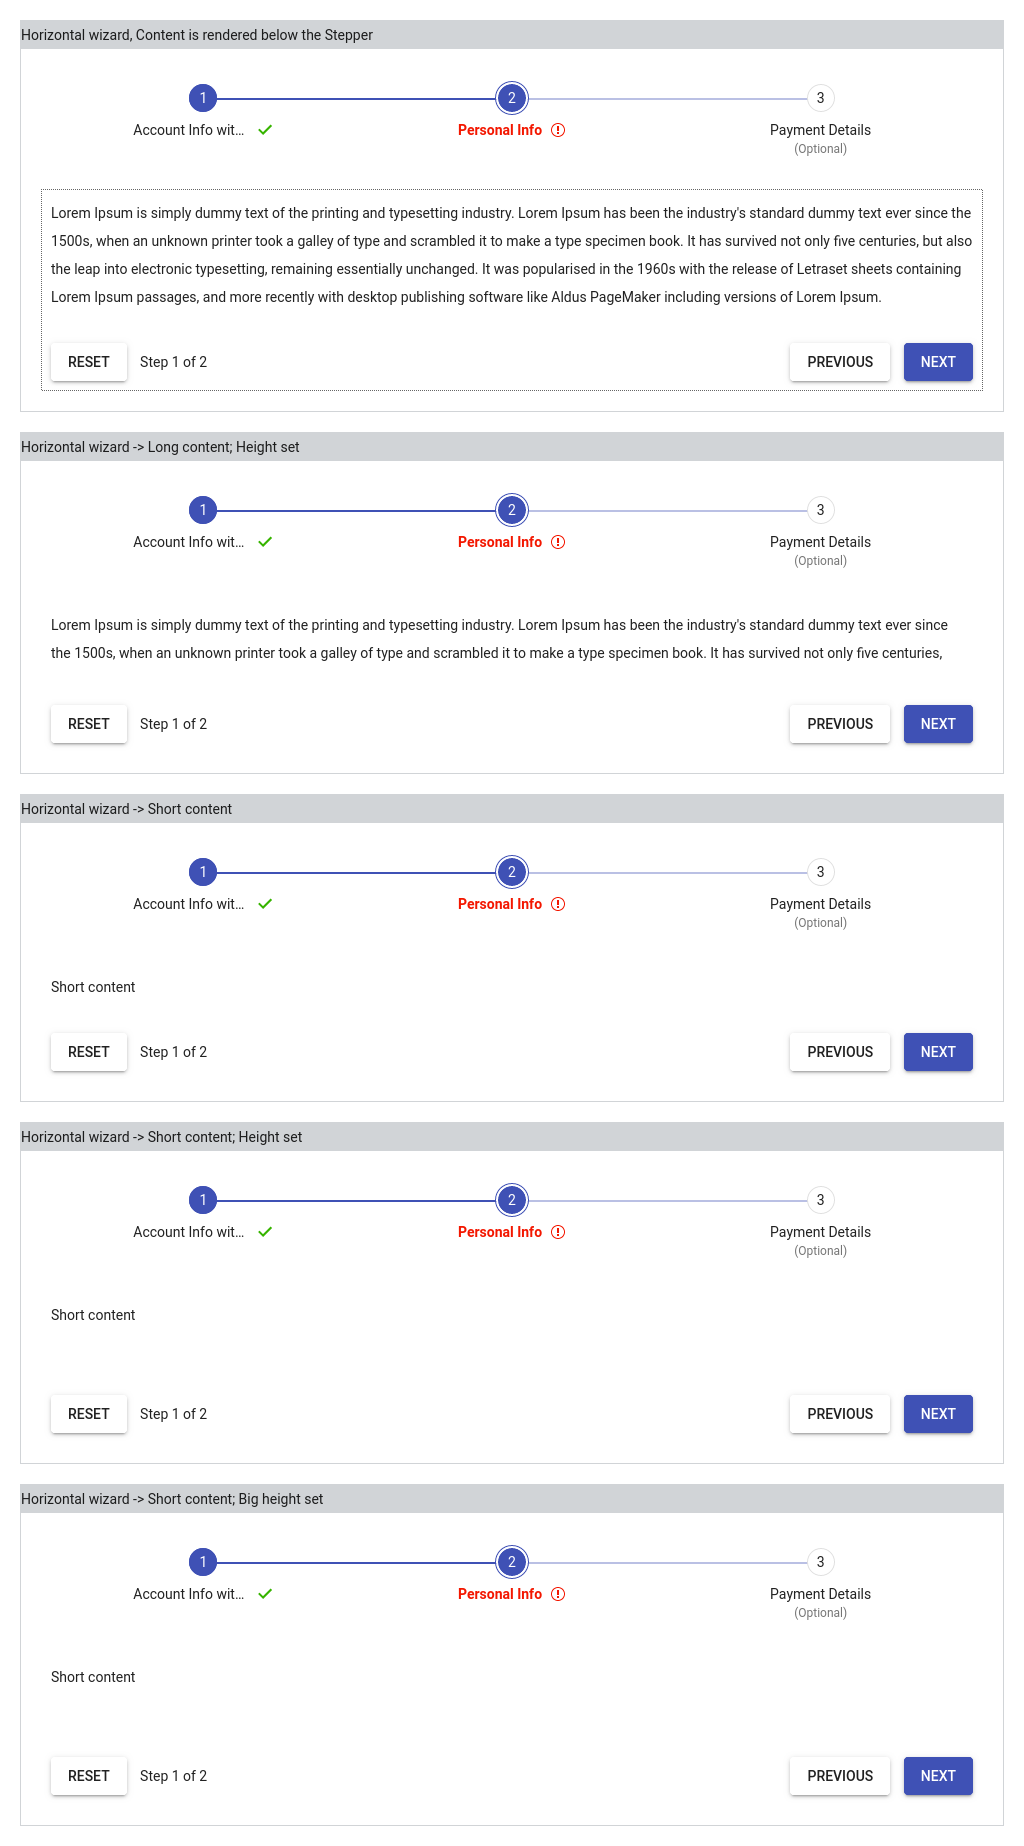 Horizontal wizard, Content is rendered below the Stepper
1 2 3
Account Info wit... Personal Info Payment Details
(Optional)
Lorem Ipsum is simply dummy text of the printing and typesetting industry. Lorem Ipsum has been the industry's standard dummy text ever since the
1500s, when an unknown printer took a galley of type and scrambled it to make a type specimen book. It has survived not only five centuries, but also
the leap into electronic typesetting, remaining essentially unchanged. It was popularised in the 1960s with the release of Letraset sheets containing
Lorem Ipsum passages, and more recently with desktop publishing software like Aldus PageMaker including versions of Lorem Ipsum.
RESET Step 1 of 2 PREVIOUS NEXT
Horizontal wizard -> Long content; Height set
1 2 3
Account Info wit... Personal Info Payment Details
(Optional)
Lorem Ipsum is simply dummy text of the printing and typesetting industry. Lorem Ipsum has been the industry's standard dummy text ever since
the 1500s, when an unknown printer took a galley of type and scrambled it to make a type specimen book. It has survived not only five centuries,
RESET Step 1 of 2 PREVIOUS NEXT
Horizontal wizard -> Short content
1 2 3
Account Info wit... Personal Info Payment Details
(Optional)
Short content
RESET Step 1 of 2 PREVIOUS NEXT
Horizontal wizard -> Short content; Height set
1 2 3
Account Info wit... Personal Info Payment Details
(Optional)
Short content
RESET Step 1 of 2 PREVIOUS NEXT
Horizontal wizard -> Short content; Big height set
1 2 3
Account Info wit... Personal Info Payment Details
(Optional)
Short content
RESET Step 1 of 2 PREVIOUS NEXT